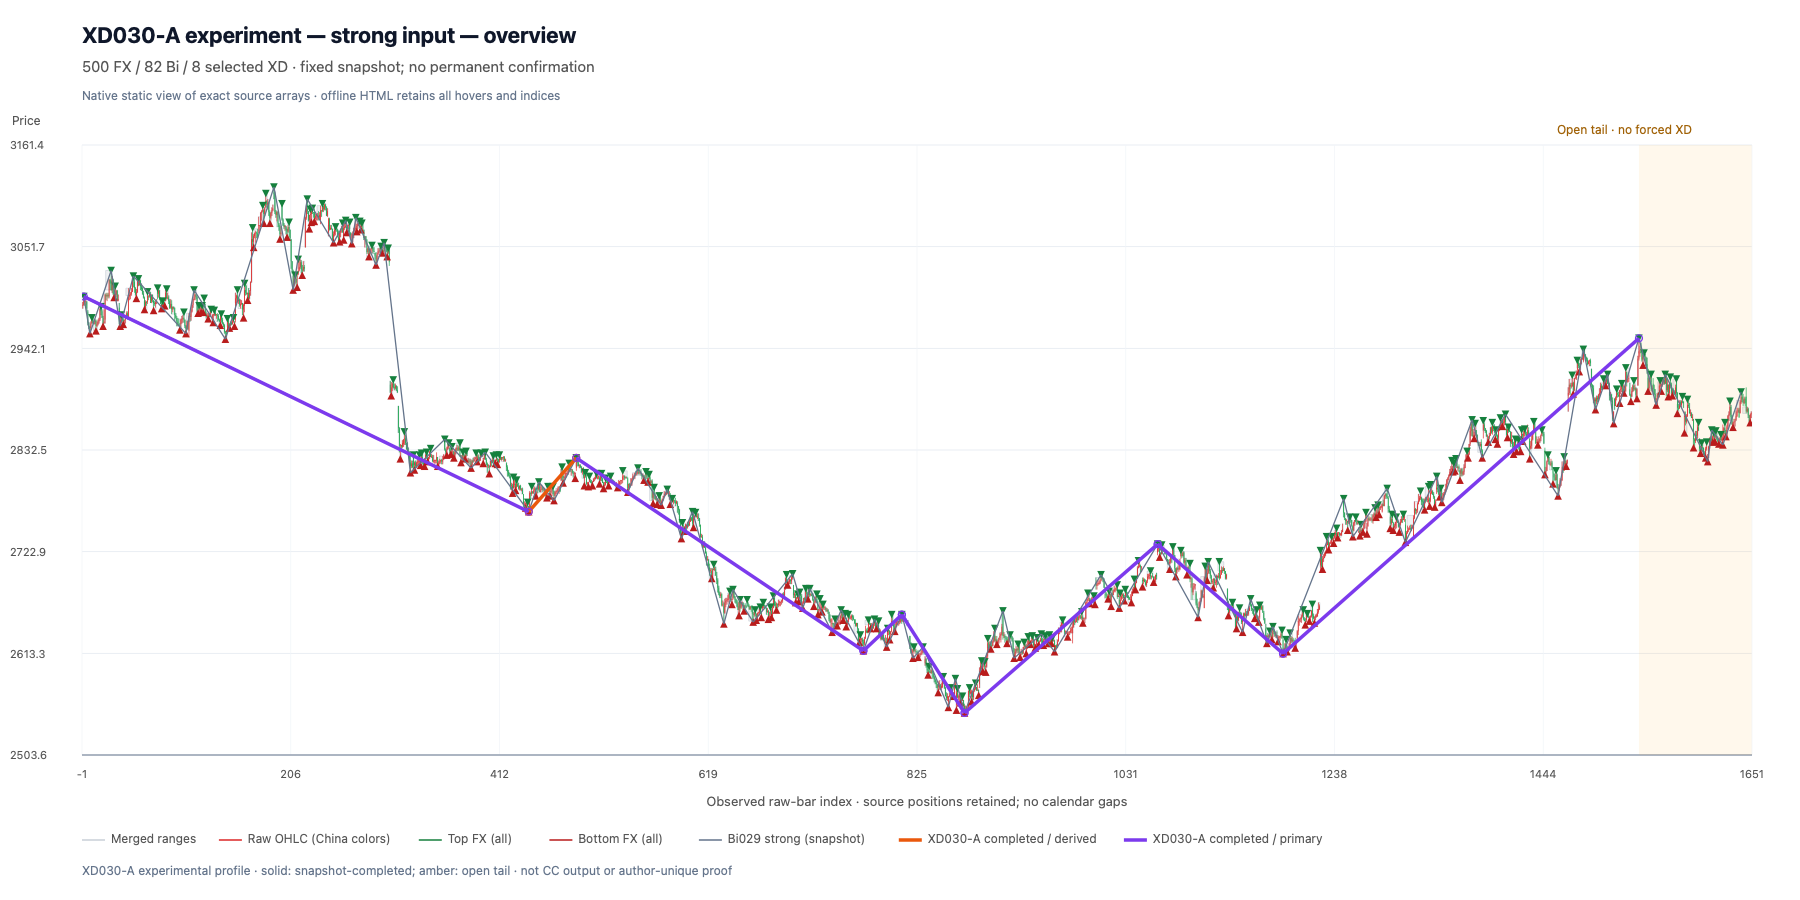 XD030-A experiment — strong input — overview
500 FX / 82 Bi / 8 selected XD · fixed snapshot; no permanent confirmation
Native static view of exact source arrays · offline HTML retains all hovers and indices
Price
Open tail · no forced XD
3161.4
3051.7
2942.1
2832.5
2722.9
2613.3
2503.6
-1 206 412 619 825 1031 1238 1444 1651
Observed raw-bar index · source positions retained; no calendar gaps
Merged ranges Raw OHLC (China colors) Top FX (all) Bottom FX (all) Bi029 strong (snapshot) XD030-A completed / derived XD030-A completed / primary
XD030-A experimental profile · solid: snapshot-completed; amber: open tail · not CC output or author-unique proof